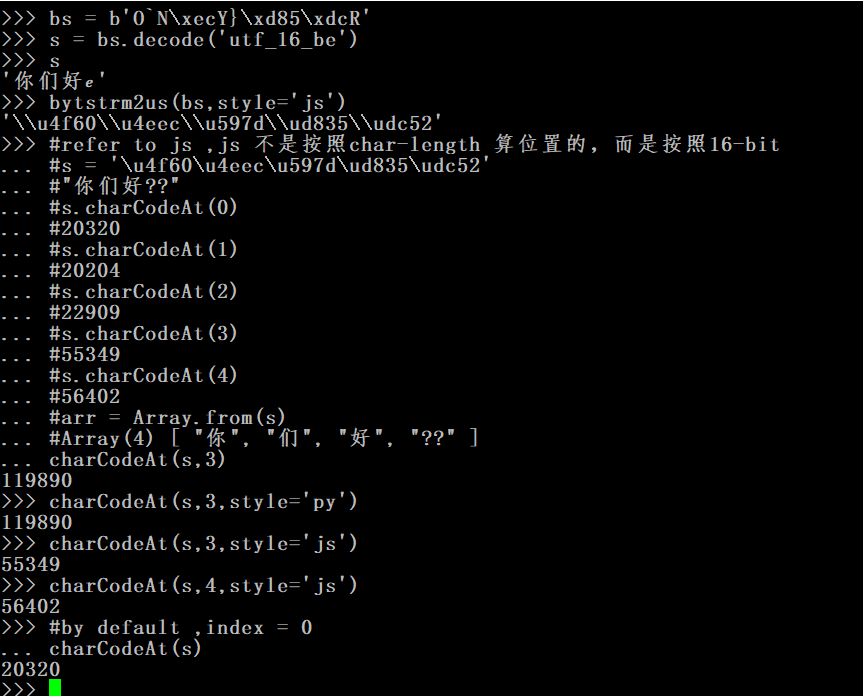 >>> bs = b'O`N\xecY}\xd85\xdcR'
>>> s = bs.decode('utf_16_be')
>>> s
'你们好𝑒'
>>> bytstrm2us(bs,style='js')
'\\u4f60\\u4eec\\u597d\\ud835\\udc52'
>>> #refer to js ,js 不是按照char-length 算位置的, 而是按照16-bit
... #s = '\u4f60\u4eec\u597d\ud835\udc52'
... #"你们好??"
... #s.charCodeAt(0)
... #20320
... #s.charCodeAt(1)
... #20204
... #s.charCodeAt(2)
... #22909
... #s.charCodeAt(3)
... #55349
... #s.charCodeAt(4)
... #56402
... #arr = Array.from(s)
... #Array(4) [ "你", "们", "好", "??" ]
... charCodeAt(s,3)
119890
>>> charCodeAt(s,3,style='py')
119890
>>> charCodeAt(s,3,style='js')
55349
>>> charCodeAt(s,4,style='js')
56402
>>> #by default ,index = 0
... charCodeAt(s)
20320
>>>